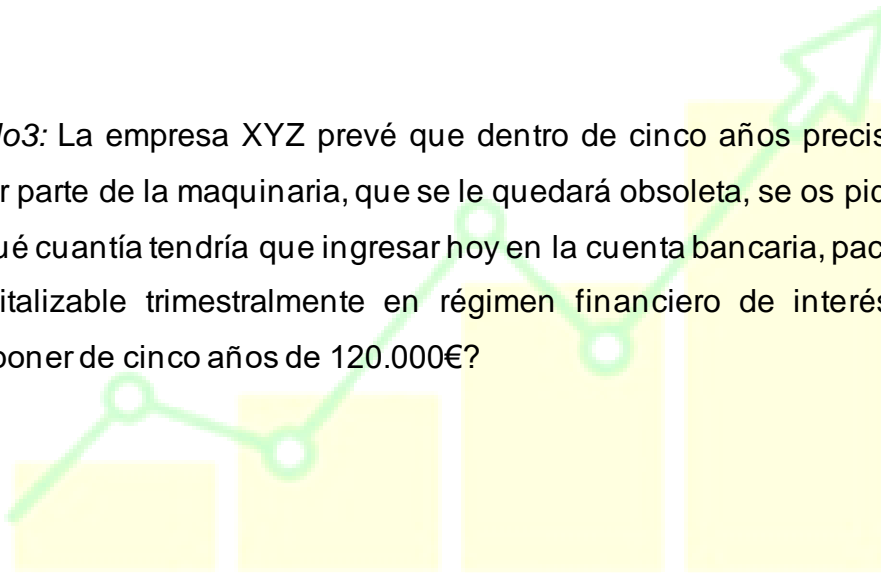 lo3: La empresa XYZ prevé que dentro de cinco años precis
r parte de la maquinaria, que se le quedará obsoleta, se os pid
ué cuantía tendría que ingresar hoy en la cuenta bancaria, pac
italizable trimestralmente en régimen financiero de interés
poner de cinco años de 120.000€?